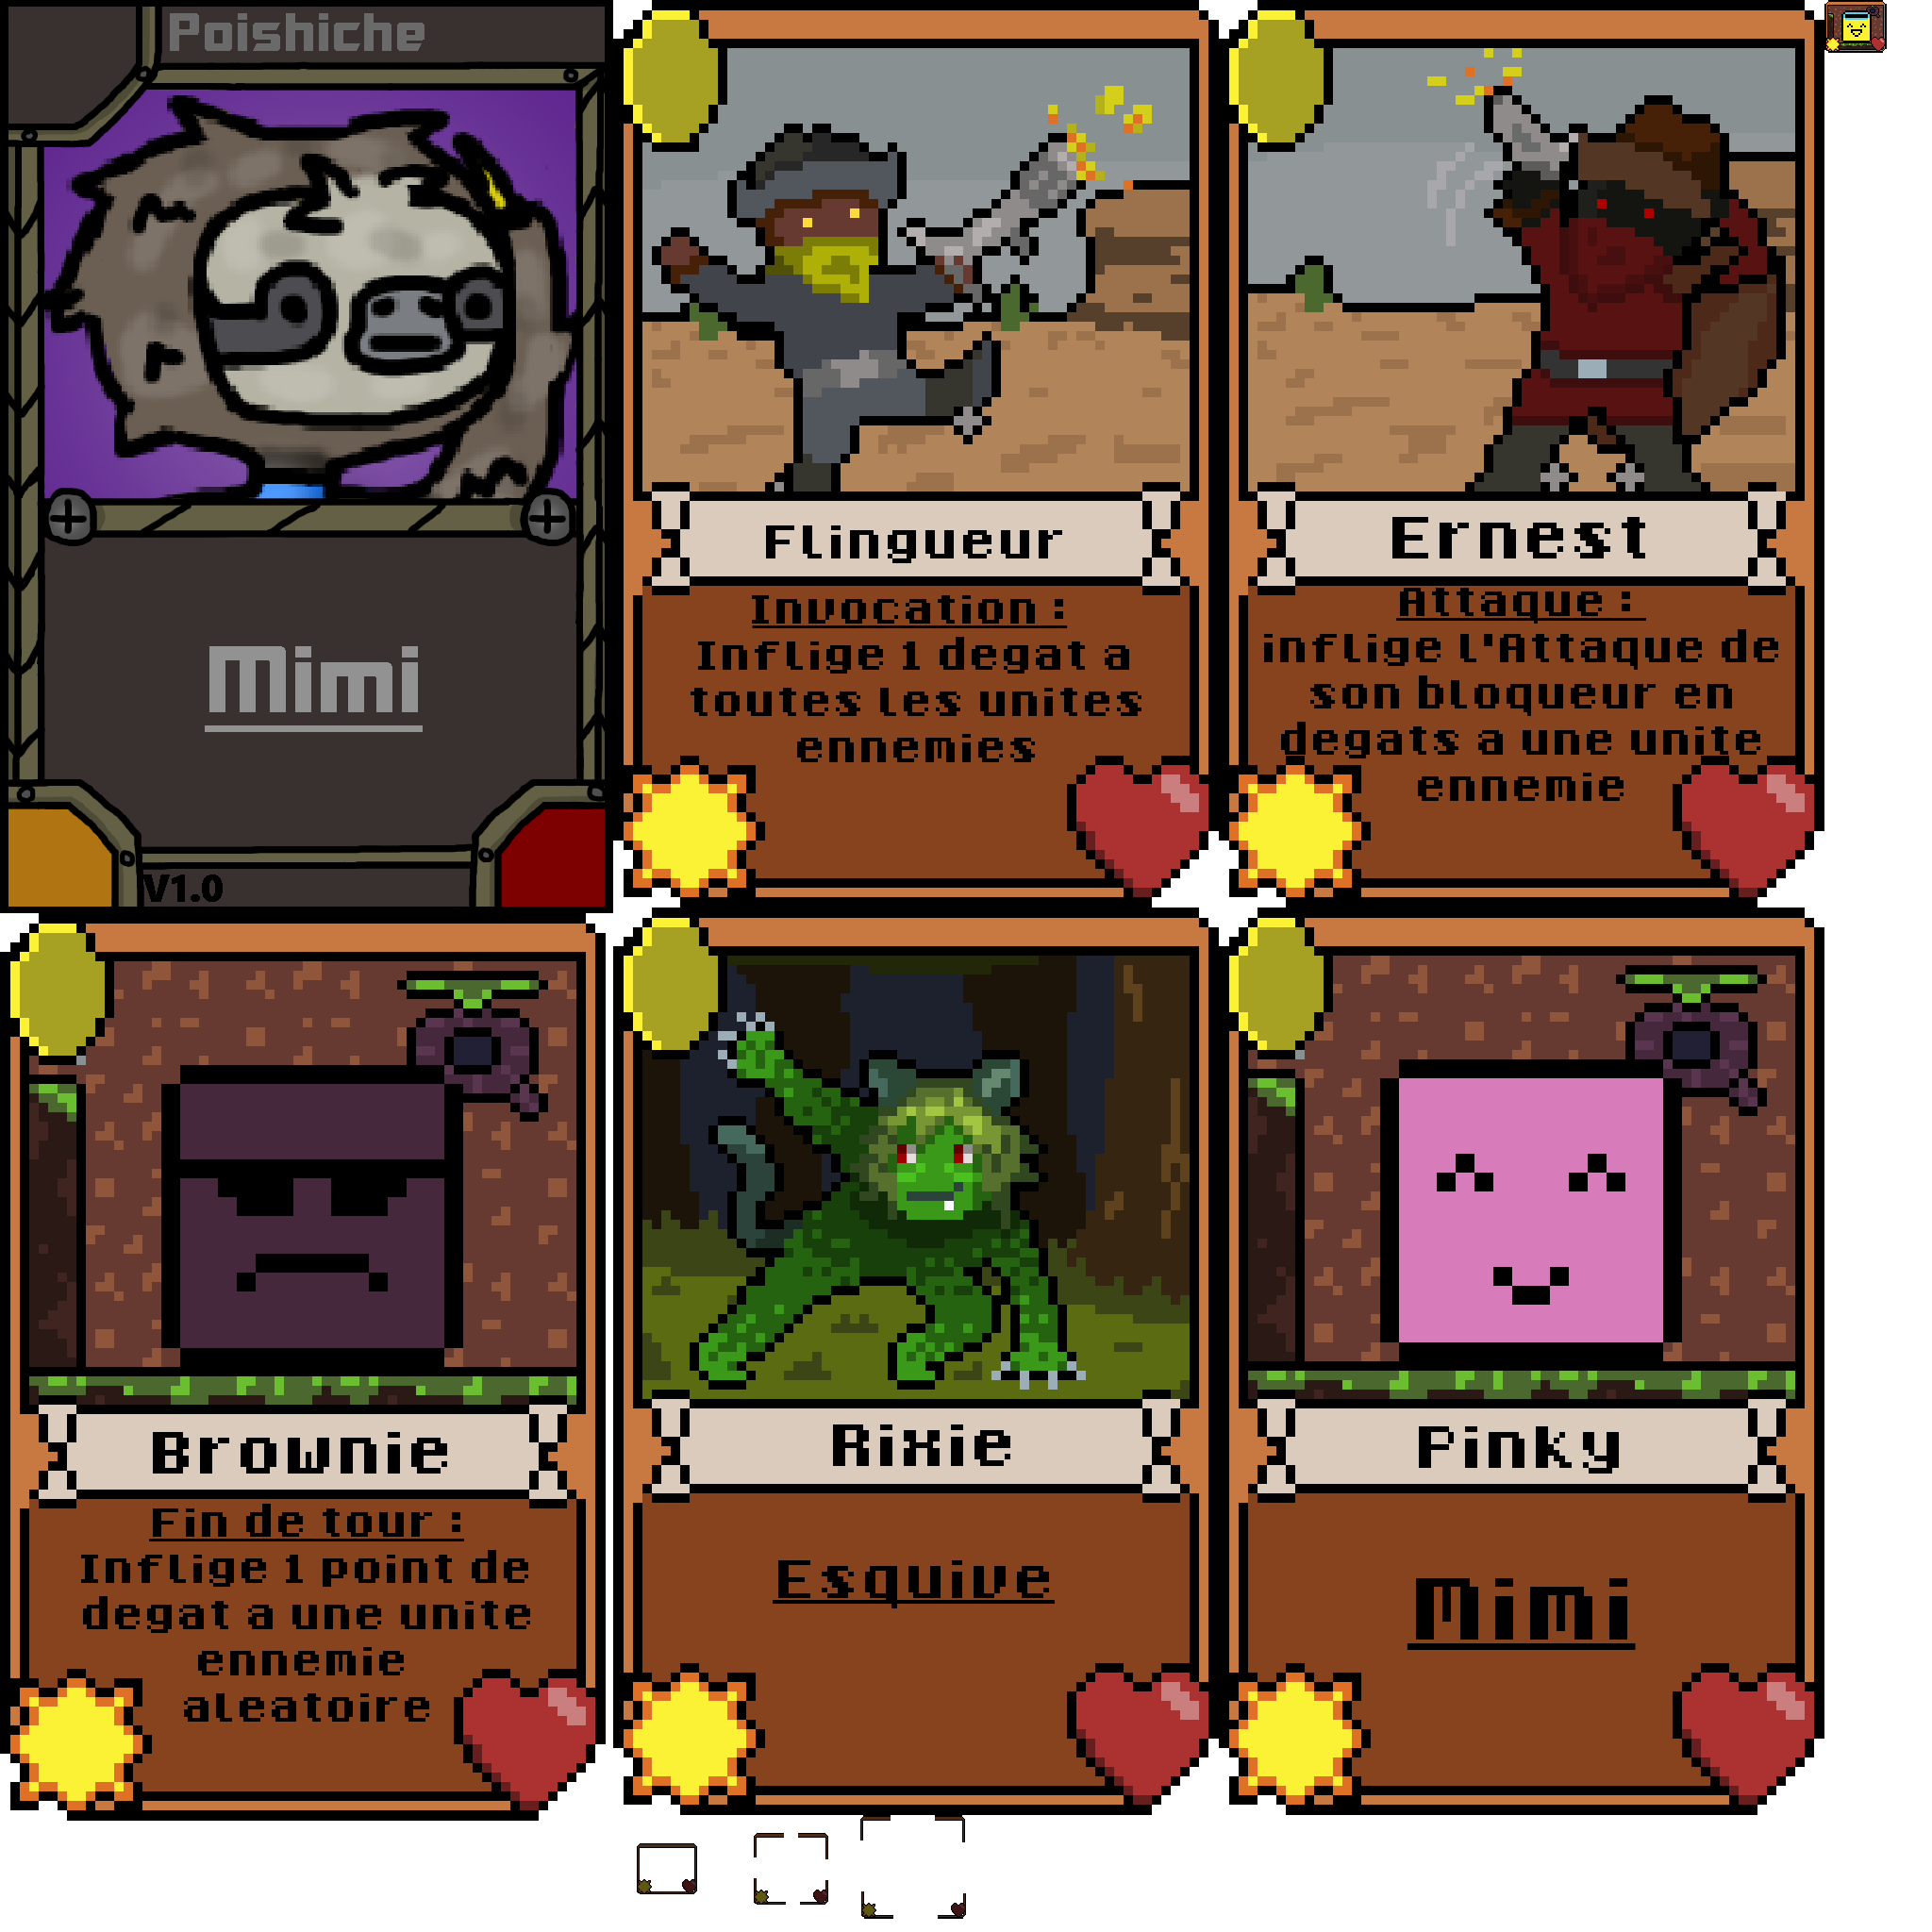 Poishiche
Mimi
V1.0
Flingueur
Invocation :
Inflige 1 degat a
toutes les unites
ennemies
Ernest
Attaque :
inflige l'Attaque de
son bloqueur en
degats a une unite
ennemie
Brownie
Fin de tour :
Inflige 1 point de
degat a une unite
ennemie
aleatoire
Rixie
Esquive
Pinky
Mimi